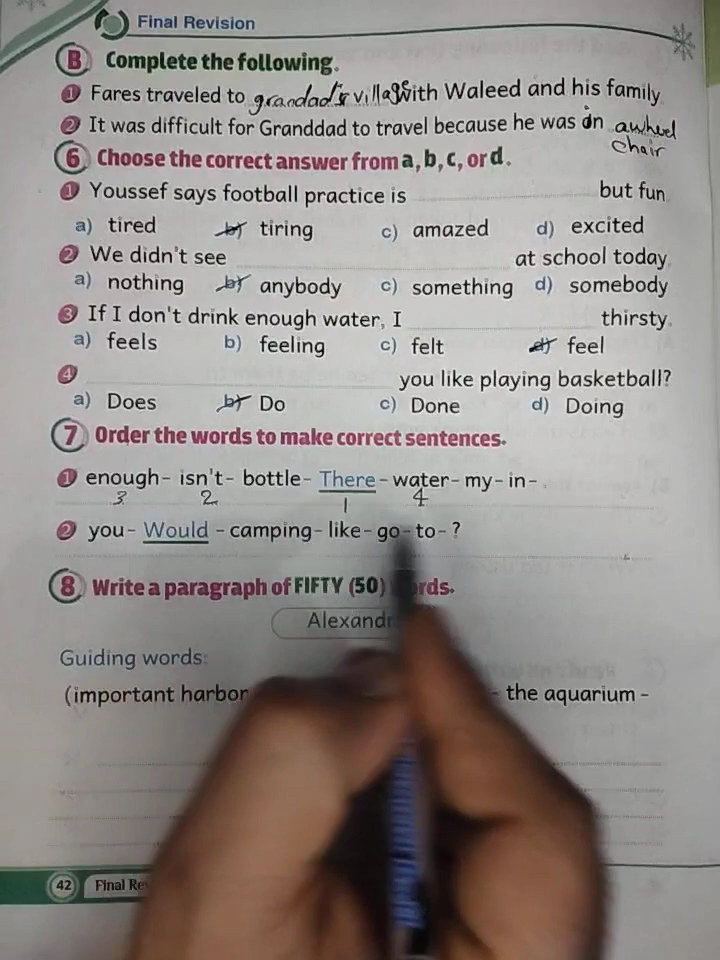 Final Revision
B Complete the following.
1 Fares traveled to grandad's village with Waleed and his family
2 It was difficult for Granddad to travel because he was in a wheel
chair
6 Choose the correct answer from a, b, c, or d.
1 Youssef says football practice is but fun
a) tired b) tiring c) amazed d) excited
2 We didn't see at school today
a) nothing b) anybody c) something d) somebody
3 If I don't drink enough water, I thirsty.
a) feels b) feeling c) felt d) feel
4 you like playing basketball?
a) Does b) Do c) Done d) Doing
7 Order the words to make correct sentences.
1 enough- isn't- bottle- There - water- my- in- .
3 2 1 4
2 you- Would - camping- like- go- to- ?
8 Write a paragraph of FIFTY (50)
Alexand
Guiding words:
(important harbor - the aquarium -
42 Final Re